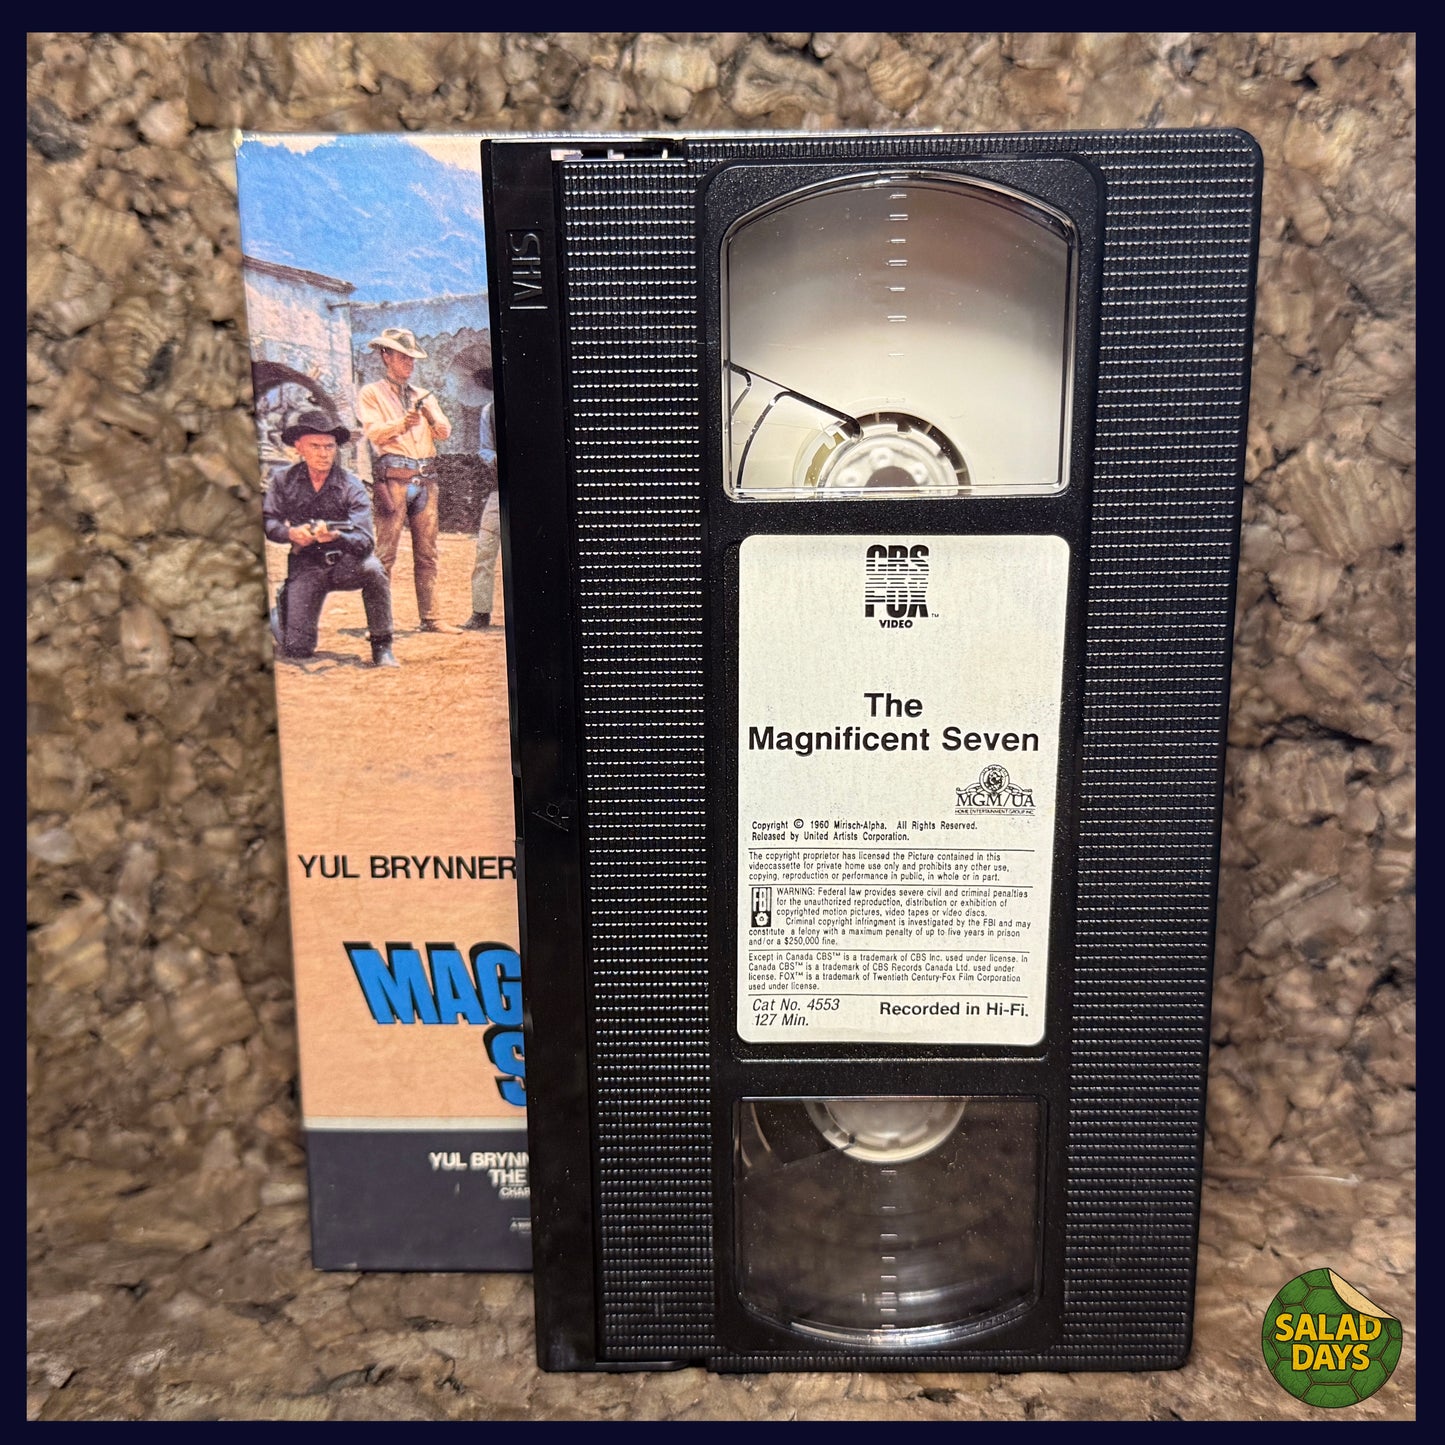 VHS
YUL BRYNNER
MAG
S
YUL BRYNN
THE
CHAR
CBS
FOX™
VIDEO
The
Magnificent Seven
MGM/UA
HOME ENTERTAINMENT GROUP, INC.
Copyright © 1960 Mirisch-Alpha. All Rights Reserved.
Released by United Artists Corporation.
The copyright proprietor has licensed the Picture contained in this
videocassette for private home use only and prohibits any other use,
copying, reproduction or performance in public, in whole or in part.
FBI
WARNING: Federal law provides severe civil and criminal penalties
for the unauthorized reproduction, distribution or exhibition of
copyrighted motion pictures, video tapes or video discs.
Criminal copyright infringment is investigated by the FBI and may
constitute a felony with a maximum penalty of up to five years in prison
and/or a $250,000 fine.
Except in Canada CBS™ is a trademark of CBS Inc. used under license. In
Canada CBS™ is a trademark of CBS Records Canada Ltd. used under
license. FOX™ is a trademark of Twentieth Century-Fox Film Corporation
used under license.
Cat No. 4553
127 Min.
Recorded in Hi-Fi.
SALAD
DAYS